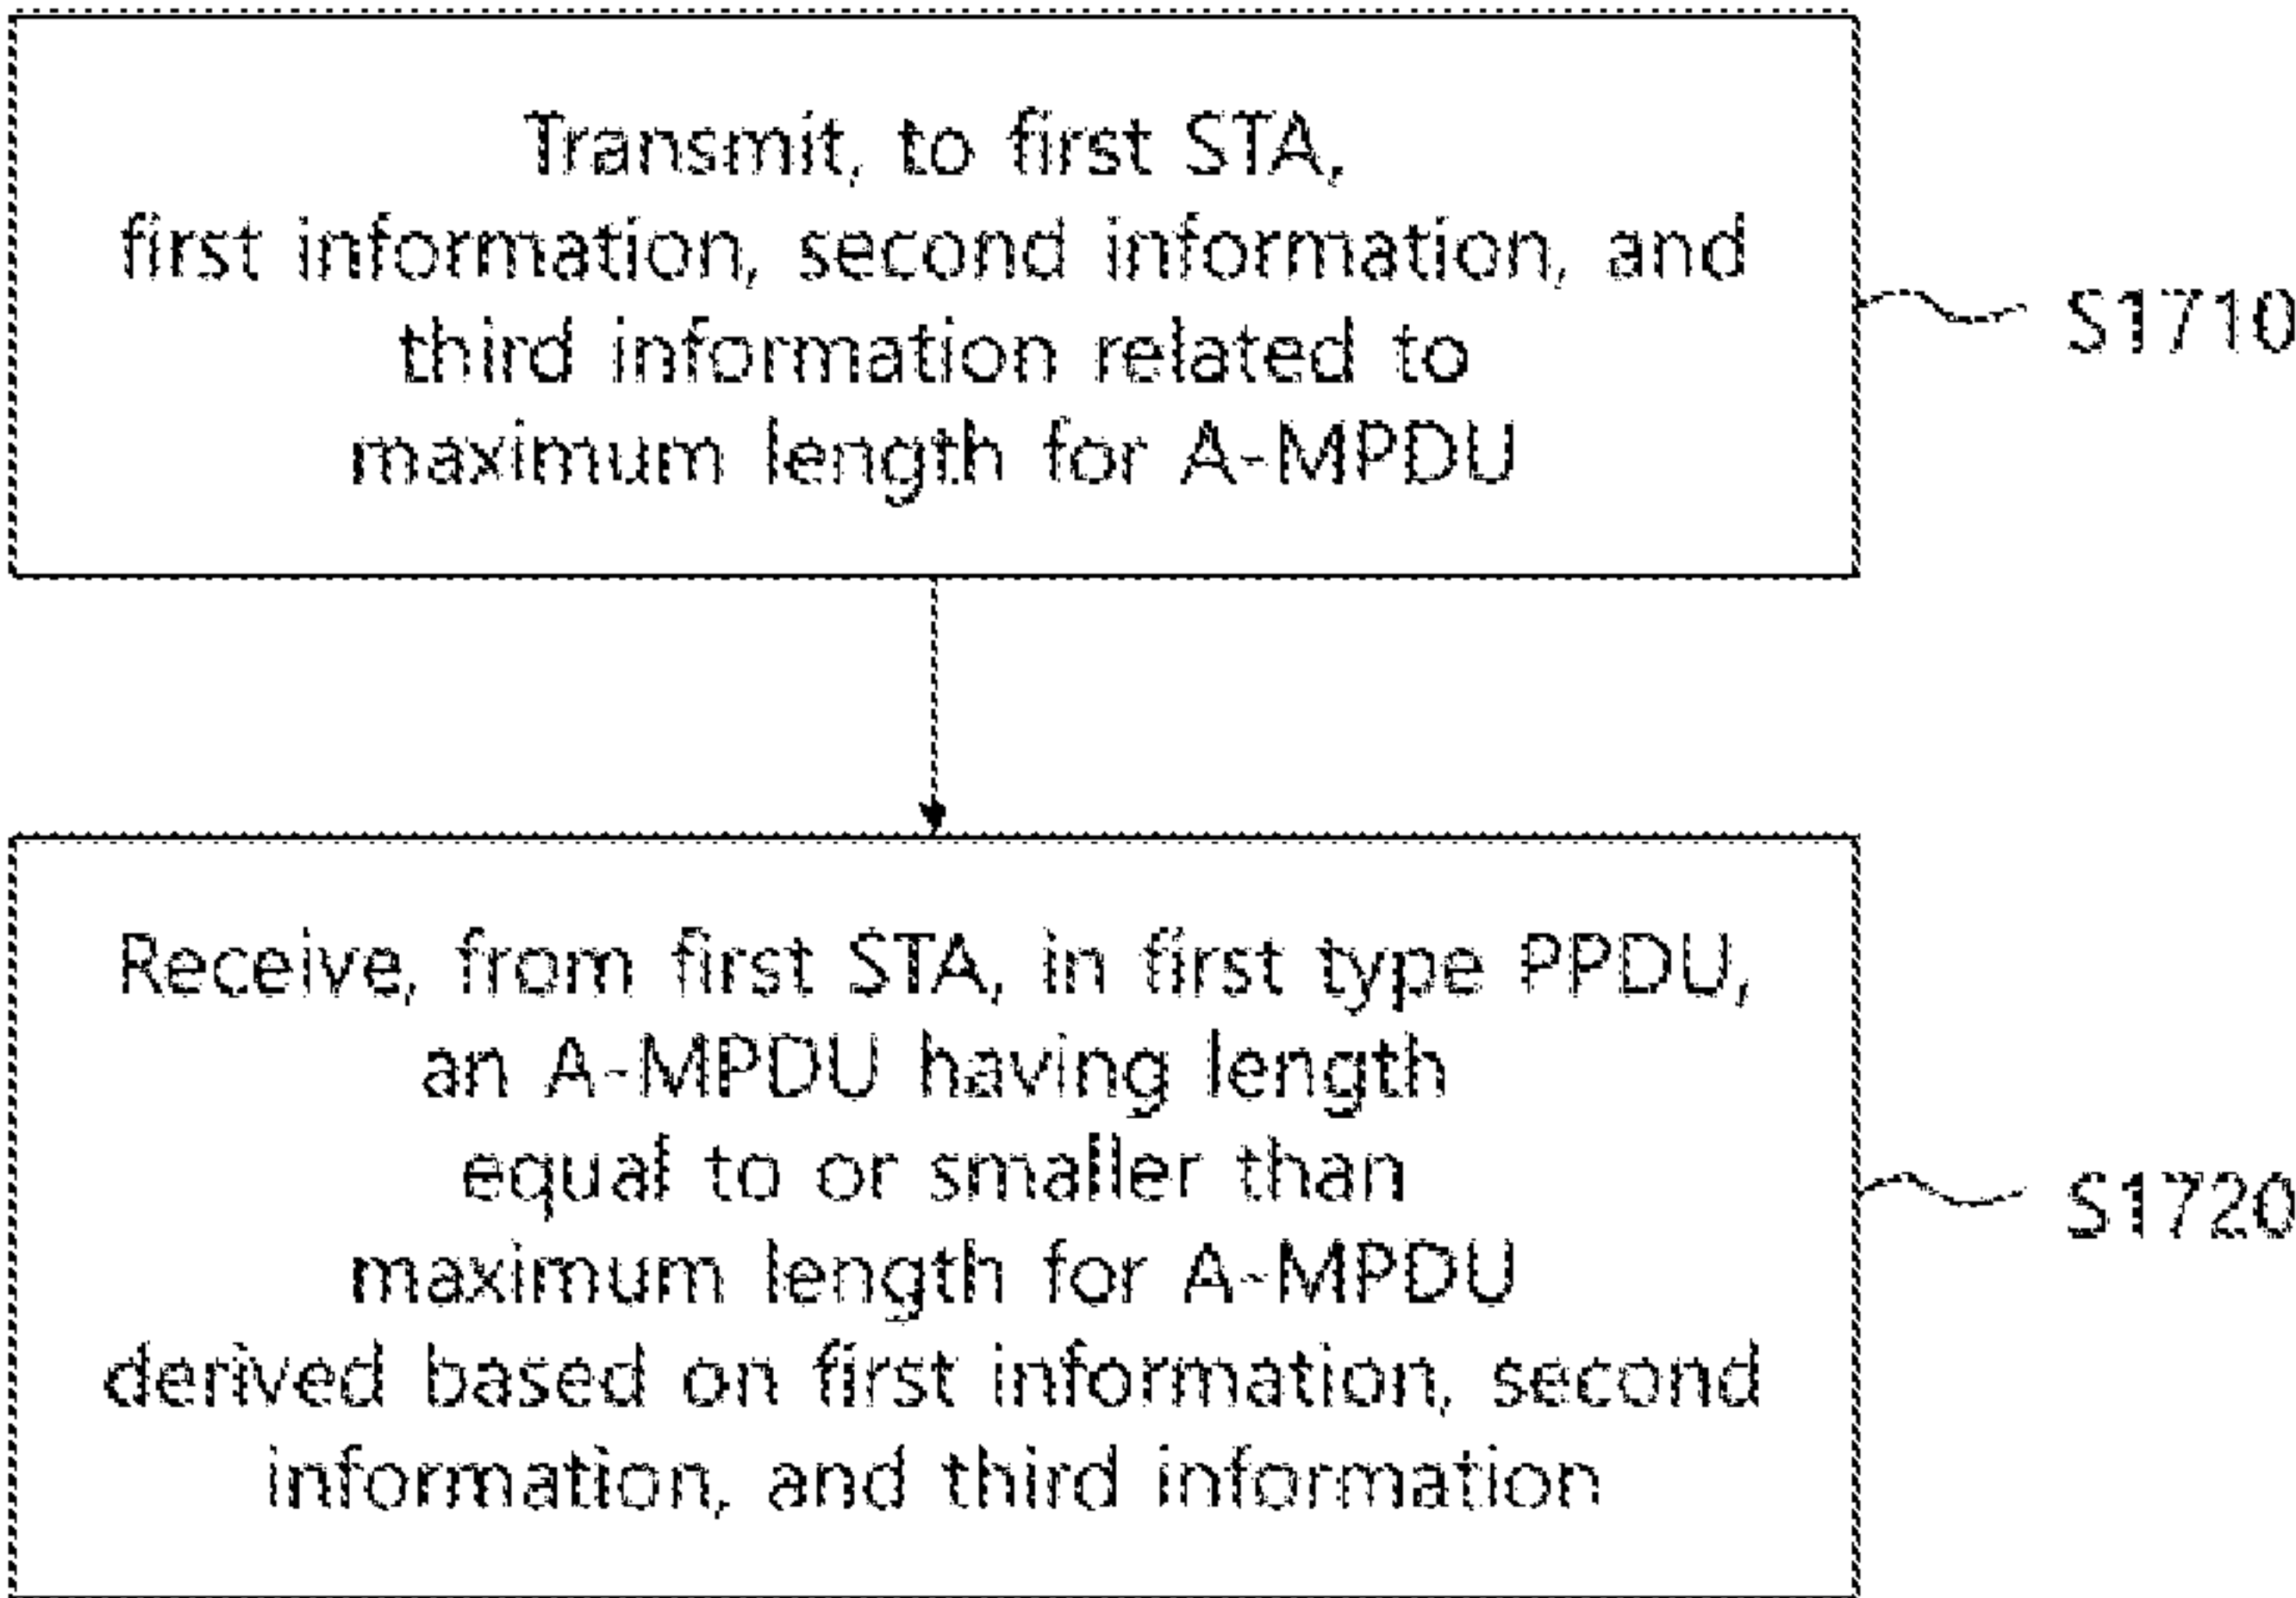 Transmit, to first STA,
first information, second information, and
third information related to
maximum length for A-MPDU
S1710
Receive, from first STA, in first type PPDU,
an A-MPDU having length
equal to or smaller than
maximum length for A-MPDU
derived based on first information, second
information, and third information
S1720